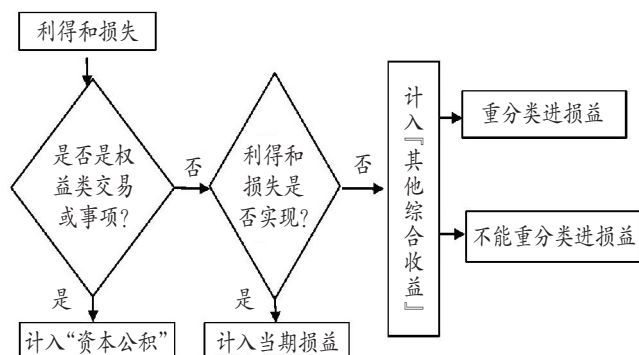 利得和损失
是否是权
益类交易
或事项？
否
利得和
损失是
否实现？
否
计入『其他综合收益』
重分类进损益
不能重分类进损益
是
是
计入“资本公积”
计入当期损益